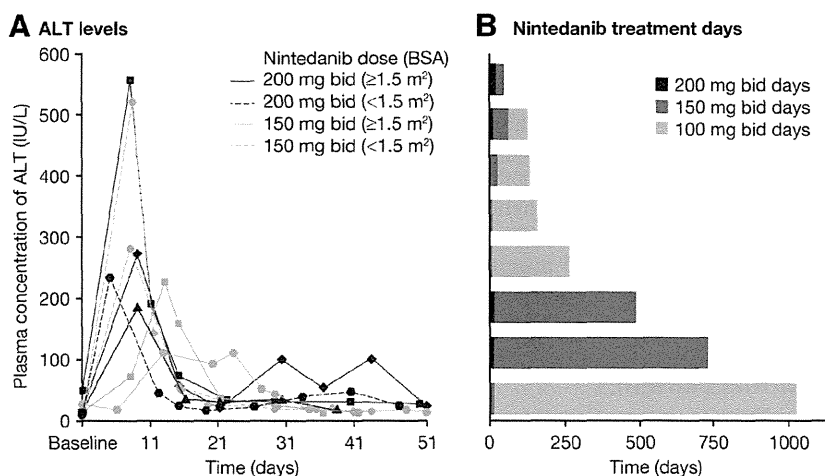 A ALT levels
Plasma concentration of ALT (IU/L)
600
500
400
300
200
100
0
Nintedanib dose (BSA)
200 mg bid (≥1.5 m²)
200 mg bid (<1.5 m²)
150 mg bid (≥1.5 m²)
150 mg bid (<1.5 m²)
Baseline 11 21 31 41 51
Time (days)
B Nintedanib treatment days
200 mg bid days
150 mg bid days
100 mg bid days
0 250 500 750 1000
Time (days)